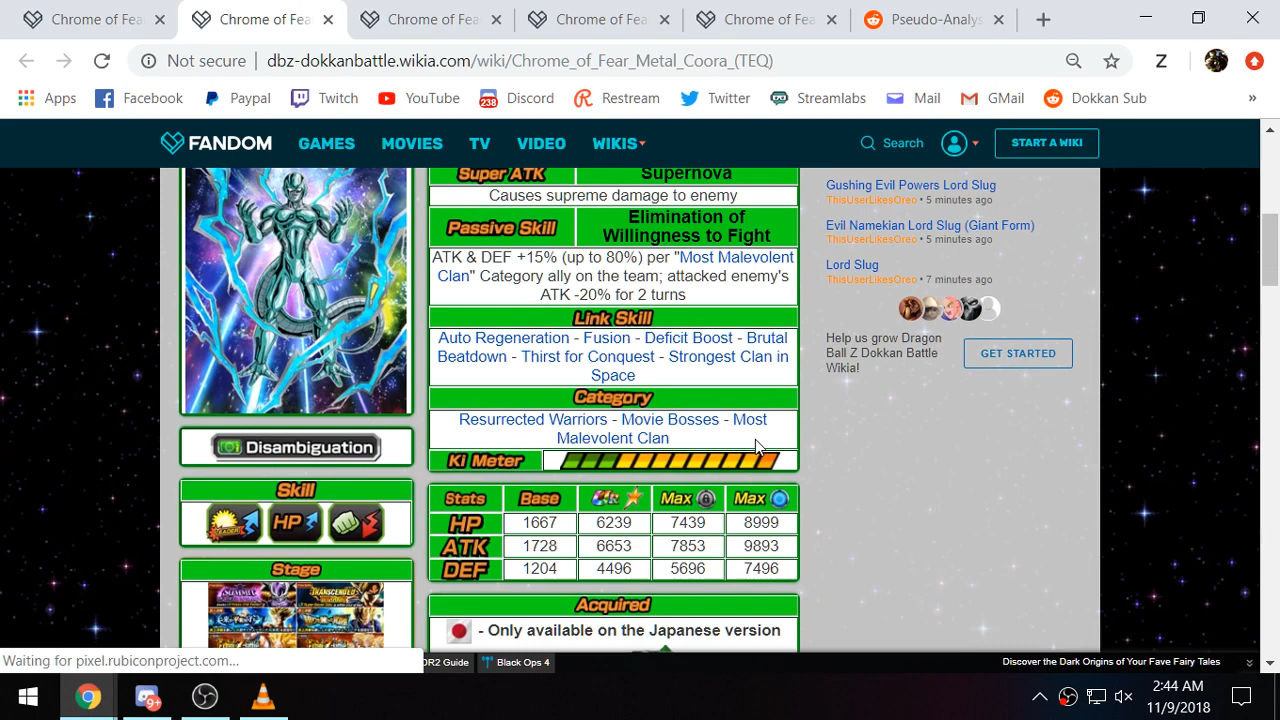 Chrome of Fea
Chrome of Fea
Chrome of Fea
Chrome of Fea
Chrome of Fea
Pseudo-Analys
Not secure
dbz-dokkanbattle.wikia.com/wiki/Chrome_of_Fear_Metal_Coora_(TEQ)
Z
Apps
Facebook
Paypal
Twitch
YouTube
238
Discord
Restream
Twitter
Streamlabs
Mail
GMail
Dokkan Sub
»
FANDOM
GAMES
MOVIES
TV
VIDEO
WIKIS
Search
START A WIKI
Super ATK
Supernova
Causes supreme damage to enemy
Passive Skill
Elimination of
Willingness to Fight
ATK & DEF +15% (up to 80%) per "Most Malevolent
Clan" Category ally on the team; attacked enemy's
ATK -20% for 2 turns
Link Skill
Auto Regeneration - Fusion - Deficit Boost - Brutal
Beatdown - Thirst for Conquest - Strongest Clan in
Space
Category
Resurrected Warriors - Movie Bosses - Most
Malevolent Clan
Ki Meter
Stats
Base
Max
Max
HP
1667
6239
7439
8999
ATK
1728
6653
7853
9893
DEF
1204
4496
5696
7496
Acquired
- Only available on the Japanese version
Disambiguation
Skill
LEADER
HP
Stage
Gushing Evil Powers Lord Slug
ThisUserLikesOreo • 5 minutes ago
Evil Namekian Lord Slug (Giant Form)
ThisUserLikesOreo • 5 minutes ago
Lord Slug
ThisUserLikesOreo • 7 minutes ago
Help us grow Dragon
Ball Z Dokkan Battle
Wikia!
GET STARTED
Waiting for pixel.rubiconproject.com...
DR2 Guide
Black Ops 4
Discover the Dark Origins of Your Fave Fairy Tales
9+
2:44 AM
11/9/2018